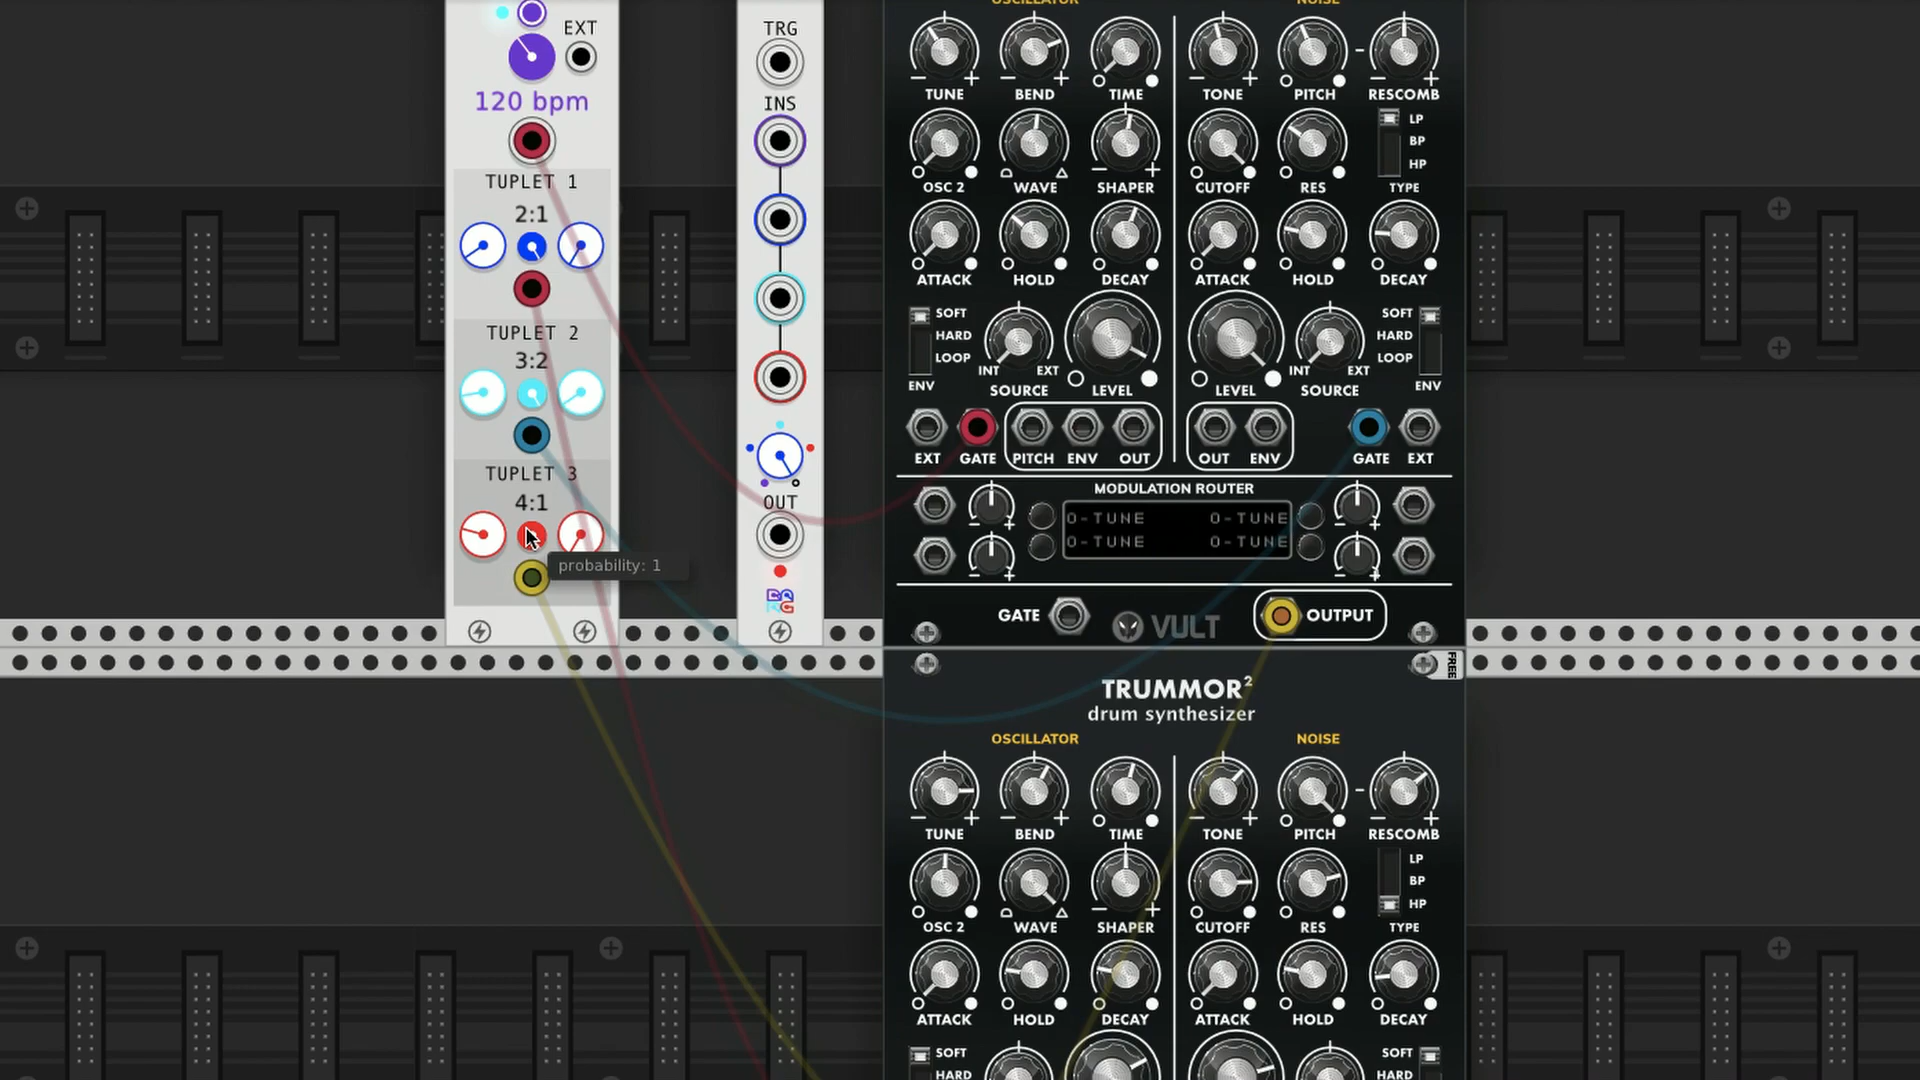 EXT
120 bpm
TUPLET 1
2:1
TUPLET 2
3:2
TUPLET 3
4:1
probability: 1
TRG
INS
OUT
OSCILLATOR NOISE
TUNE BEND TIME TONE PITCH RESCOMB
LP
BP
HP
OSC 2 WAVE SHAPER CUTOFF RES TYPE
ATTACK HOLD DECAY ATTACK HOLD DECAY
SOFT SOFT
HARD HARD
LOOP INT EXT INT EXT LOOP
ENV SOURCE LEVEL LEVEL SOURCE ENV
EXT GATE PITCH ENV OUT OUT ENV GATE EXT
MODULATION ROUTER
0-TUNE 0-TUNE
0-TUNE 0-TUNE
GATE VULT OUTPUT
FREE
TRUMMOR2
drum synthesizer
OSCILLATOR NOISE
TUNE BEND TIME TONE PITCH RESCOMB
LP
BP
HP
OSC 2 WAVE SHAPER CUTOFF RES TYPE
ATTACK HOLD DECAY ATTACK HOLD DECAY
SOFT SOFT
HARD HARD